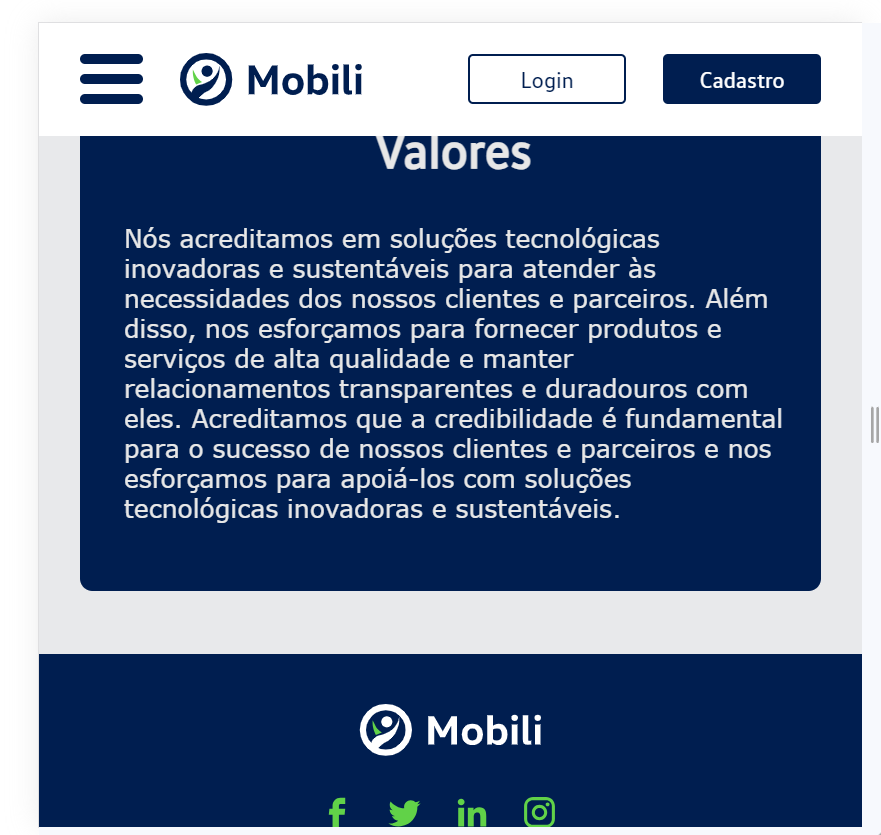 Mobili
Login
Cadastro
Valores
Nós acreditamos em soluções tecnológicas
inovadoras e sustentáveis para atender às
necessidades dos nossos clientes e parceiros. Além
disso, nos esforçamos para fornecer produtos e
serviços de alta qualidade e manter
relacionamentos transparentes e duradouros com
eles. Acreditamos que a credibilidade é fundamental
para o sucesso de nossos clientes e parceiros e nos
esforçamos para apoiá-los com soluções
tecnológicas inovadoras e sustentáveis.
Mobili